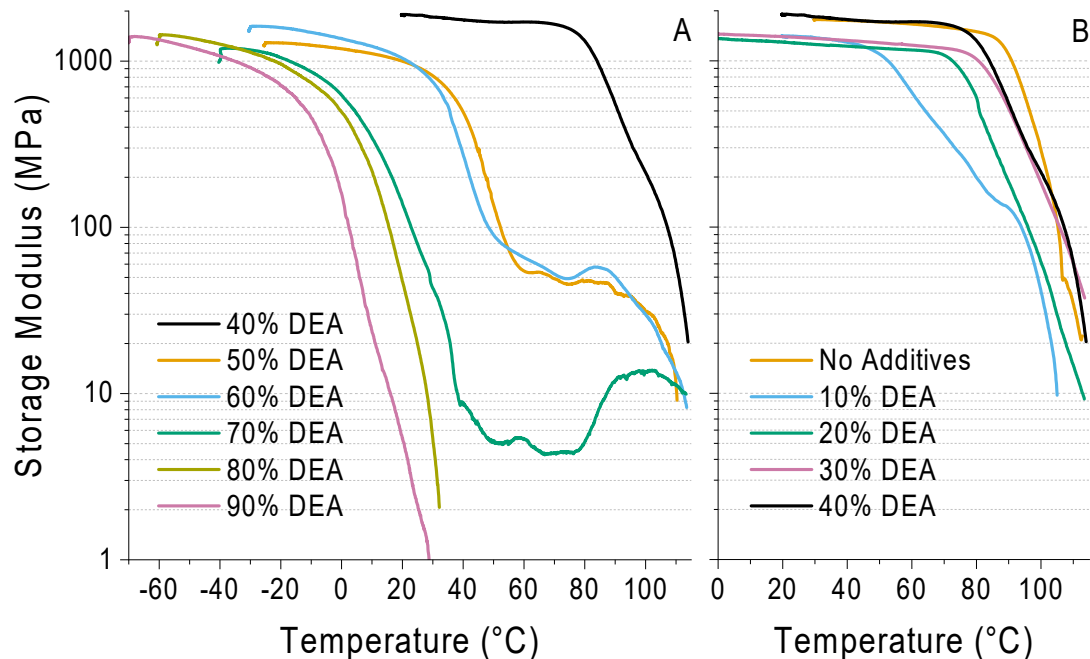 A
B
Storage Modulus (MPa)
1000
100
10
1
40% DEA
50% DEA
60% DEA
70% DEA
80% DEA
90% DEA
No Additives
10% DEA
20% DEA
30% DEA
40% DEA
-60 -40 -20 0 20 40 60 80 100
0 20 40 60 80 100
Temperature (°C)
Temperature (°C)